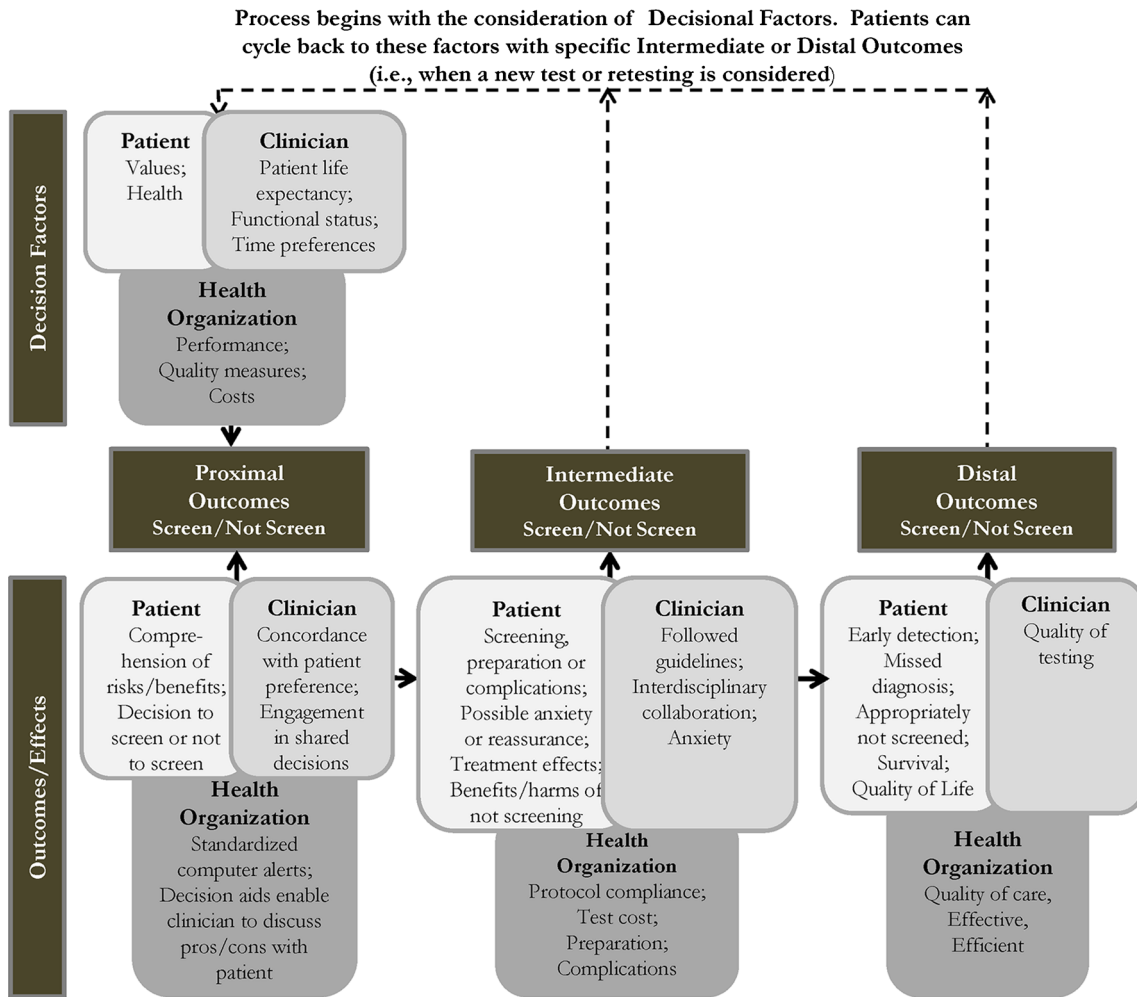 Process begins with the consideration of Decisional Factors. Patients can
cycle back to these factors with specific Intermediate or Distal Outcomes
(i.e., when a new test or retesting is considered)
Decision Factors
Patient
Values;
Health
Clinician
Patient life
expectancy;
Functional status;
Time preferences
Health
Organization
Performance;
Quality measures;
Costs
Proximal
Outcomes
Screen/Not Screen
Intermediate
Outcomes
Screen/Not Screen
Distal
Outcomes
Screen/Not Screen
Outcomes/Effects
Patient
Compre-
hension of
risks/benefits;
Decision to
screen or not
to screen
Clinician
Concordance
with patient
preference;
Engagement
in shared
decisions
Health
Organization
Standardized
computer alerts;
Decision aids enable
clinician to discuss
pros/cons with
patient
Patient
Screening,
preparation or
complications;
Possible anxiety
or reassurance;
Treatment effects;
Benefits/harms of
not screening
Clinician
Followed
guidelines;
Interdisciplinary
collaboration;
Anxiety
Health
Organization
Protocol compliance;
Test cost;
Preparation;
Complications
Patient
Early detection;
Missed
diagnosis;
Appropriately
not screened;
Survival;
Quality of Life
Clinician
Quality of
testing
Health
Organization
Quality of care,
Effective,
Efficient